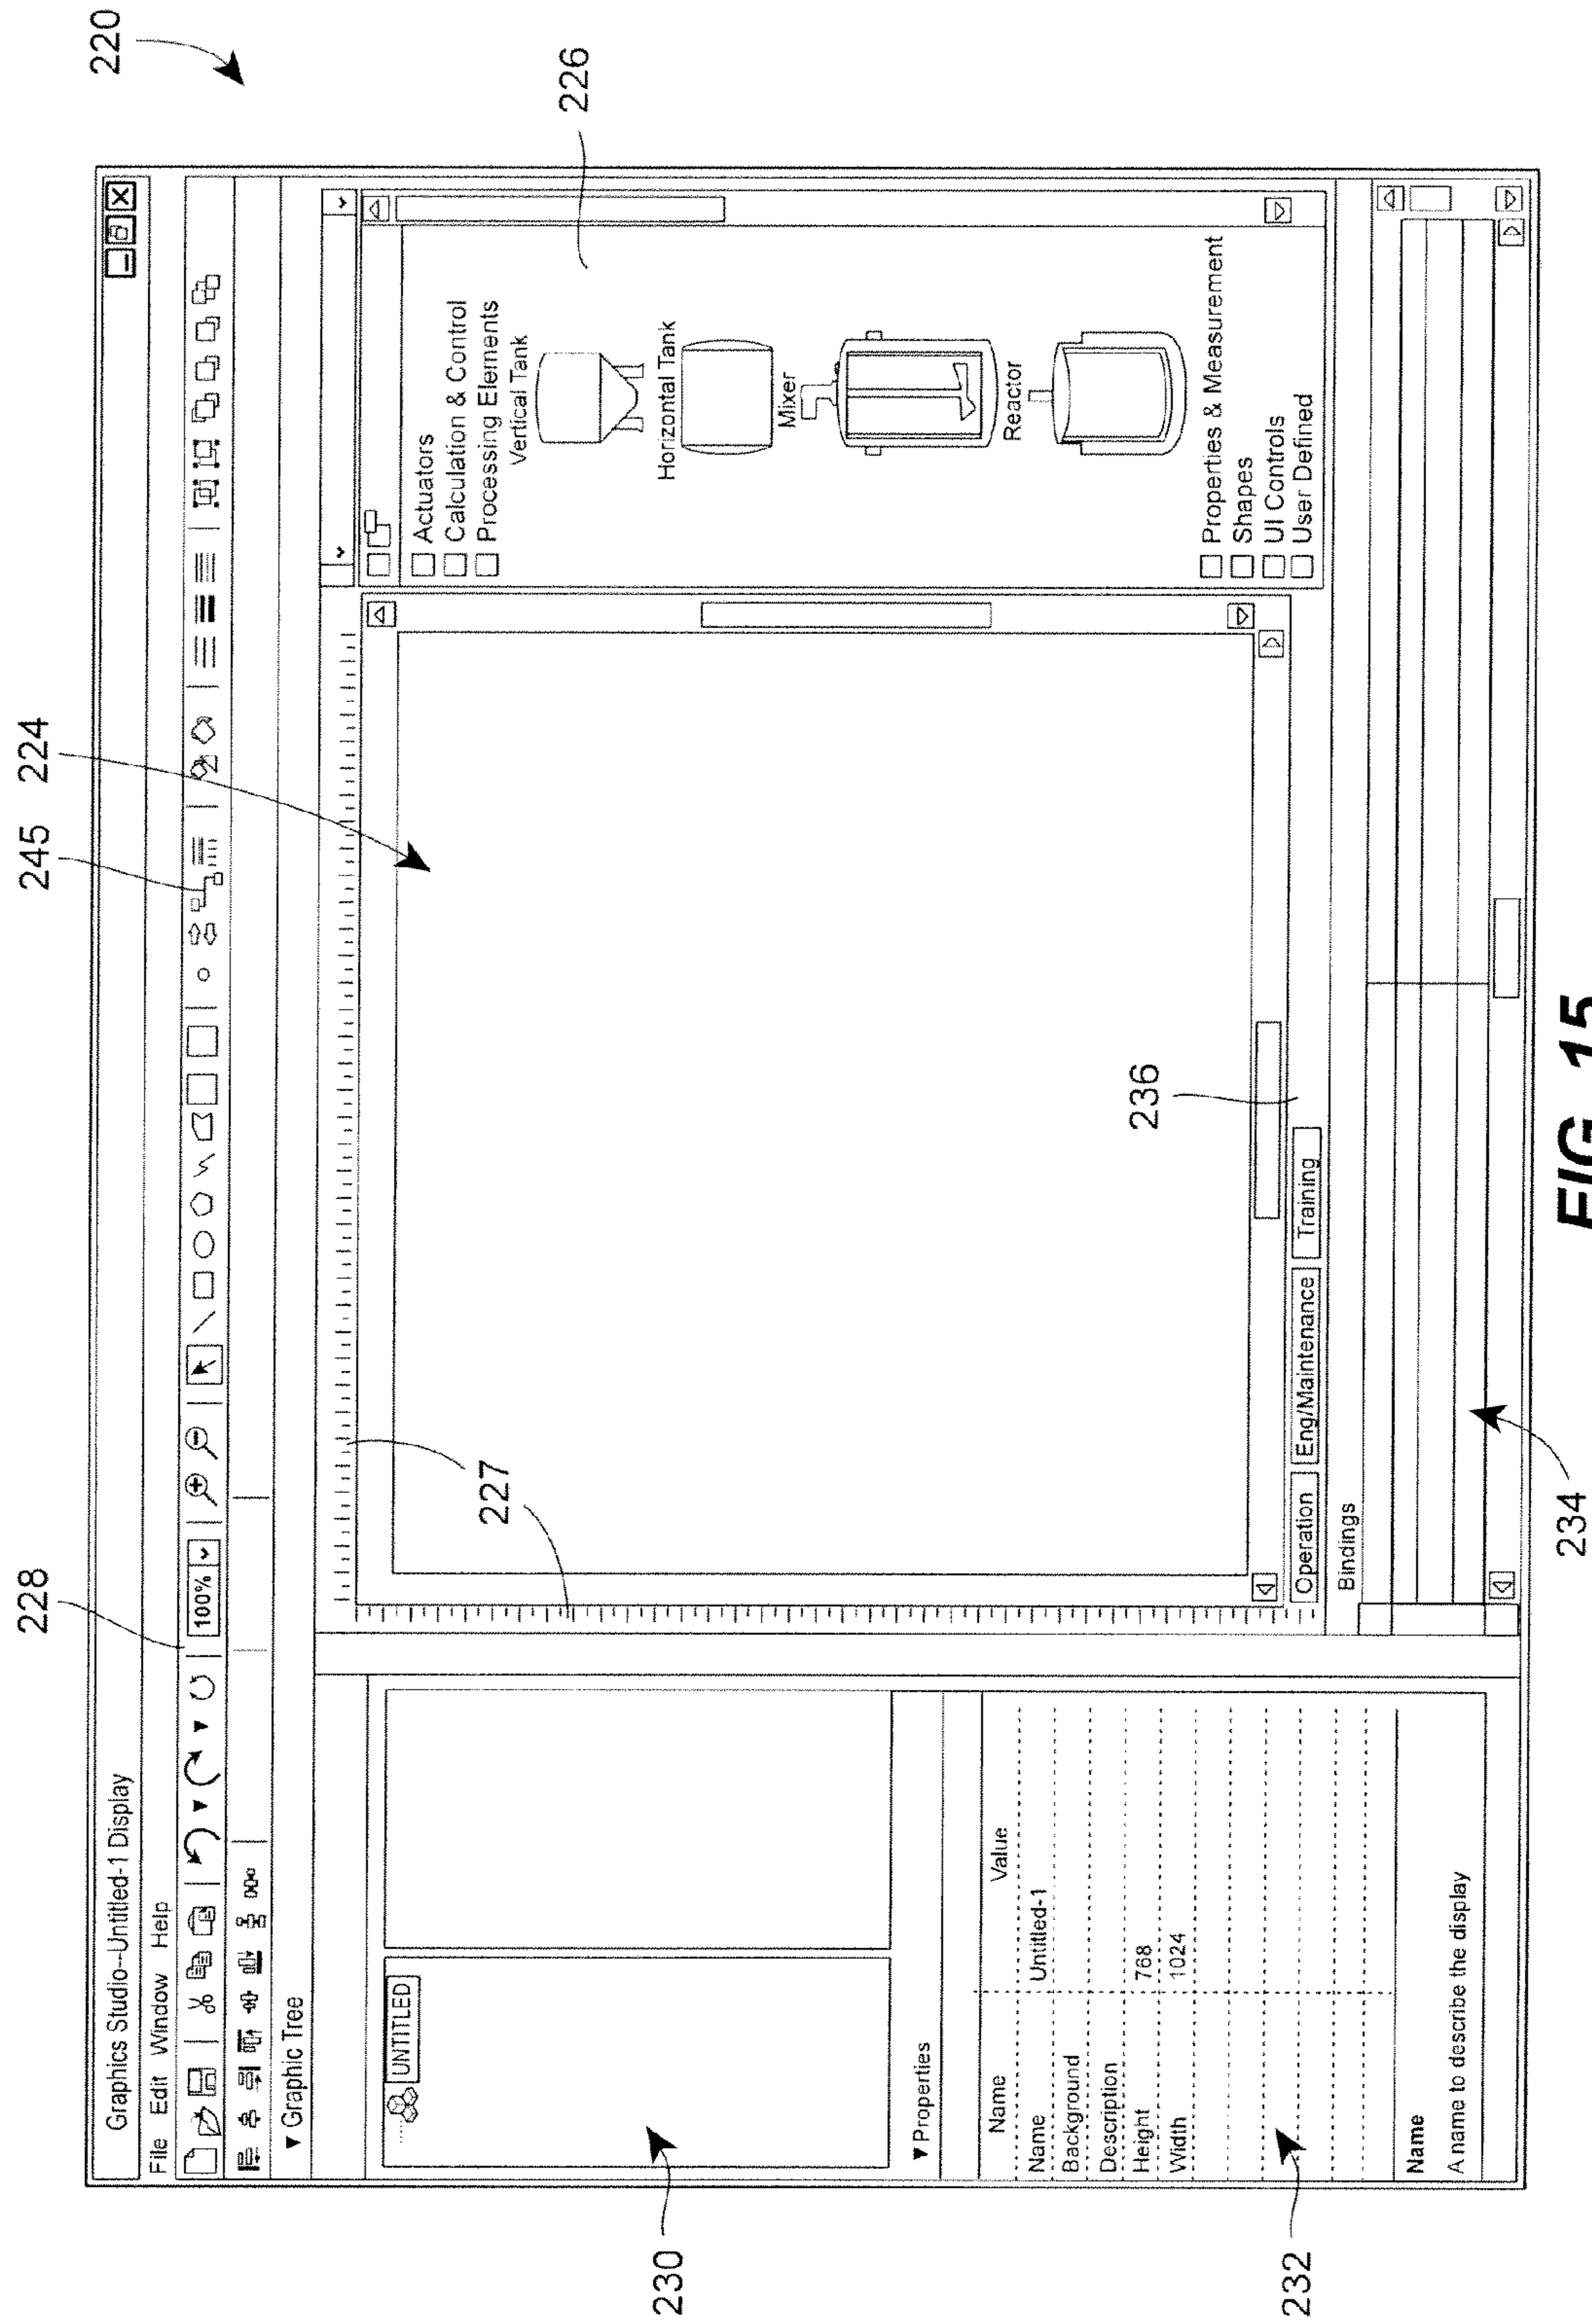 220
228
245
224
Graphics Studio–Untitled-1 Display
File Edit Window Help
100%
▼ Graphic Tree
UNTITLED
230
▼ Properties
Name Value
Name Untitled-1
Background
Description
Height 768
Width 1024
Name
A name to describe the display
232
227
236
Operation Eng/Maintenance Training
Bindings
234
Actuators
Calculation & Control
Processing Elements
Vertical Tank
Horizontal Tank
Mixer
Reactor
Properties & Measurement
Shapes
UI Controls
User Defined
226
FIG. 15